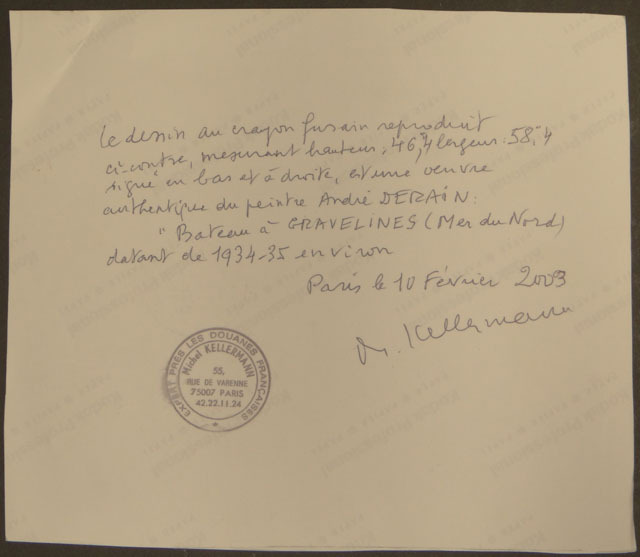 Le dessin au crayon fusain reproduit
ci-contre, mesurant hauteur: 46,4 largeur: 58,4
signé en bas et à droite, est une oeuvre
authentique du peintre André DERAIN:
"Bateau à GRAVELINES (Mer du Nord)
datant de 1934-35 environ
Paris le 10 Février 2003
M. Kellermann
EXPERT PRÈS LES DOUANES FRANÇAISES
Michel KELLERMANN
55,
RUE DE VARENNE
75007 PARIS
42.22.11.24